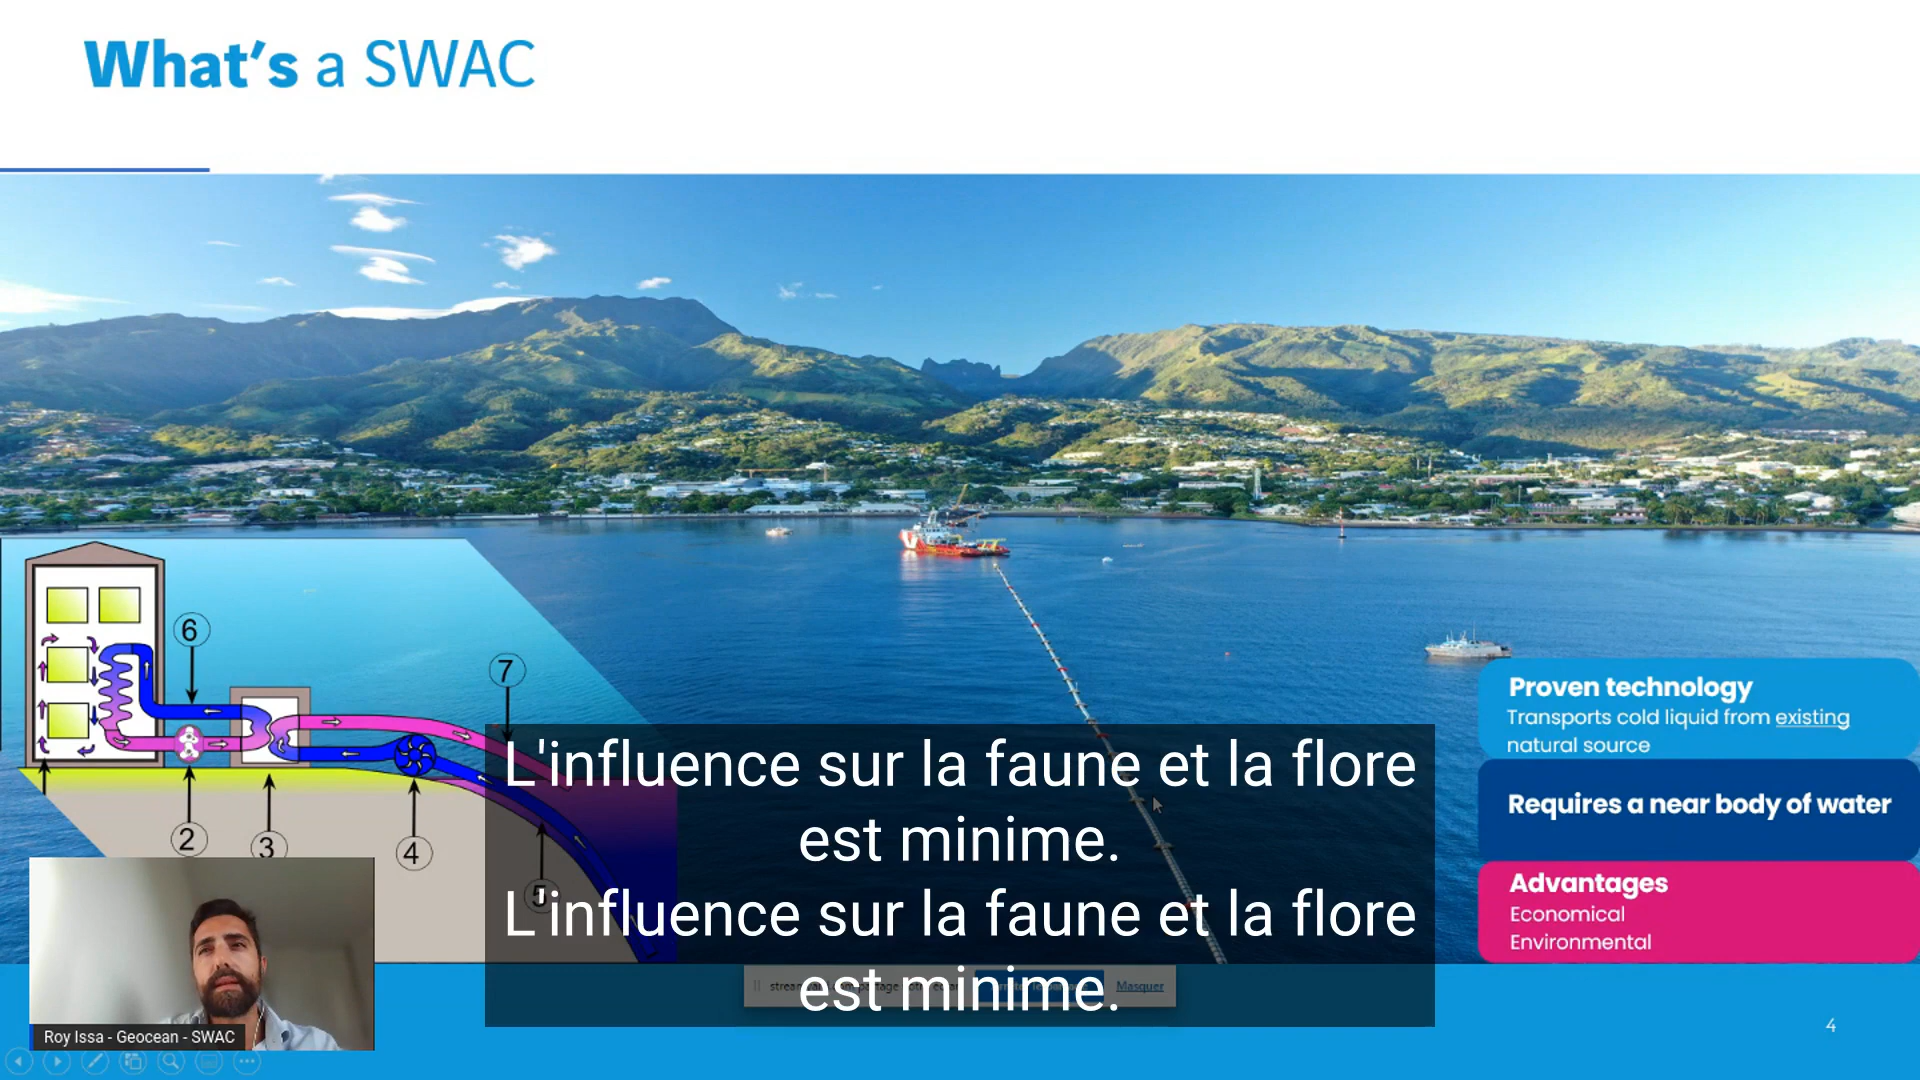 What's a SWAC
6
7
2
3
4
5
Proven technology
Transports cold liquid from existing
natural source
Requires a near body of water
Advantages
Economical
Environmental
L'influence sur la faune et la flore
est minime.
L'influence sur la faune et la flore
est minime.
Masquer
Roy Issa - Geocean - SWAC
4